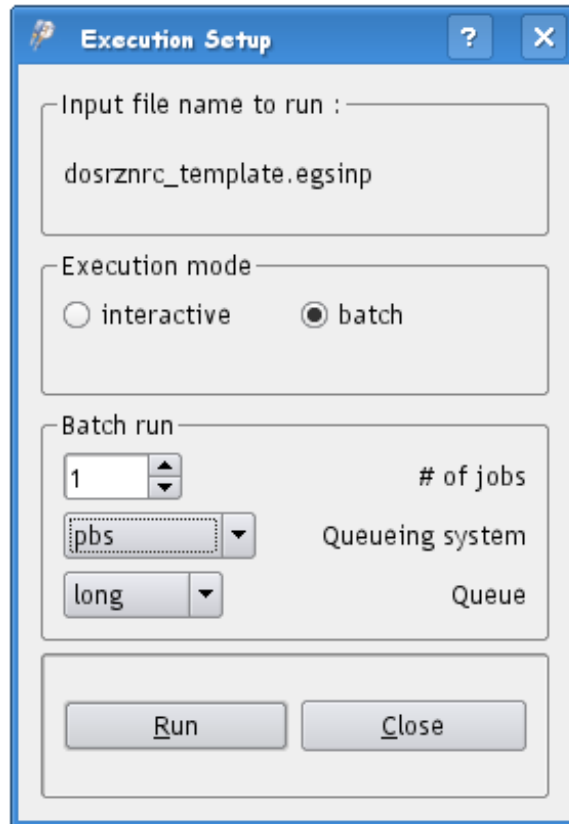 Execution Setup
?
Input file name to run :
dosrznrc_template.egsinp
Execution mode
interactive
batch
Batch run
1
# of jobs
pbs
Queueing system
long
Queue
Run
Close